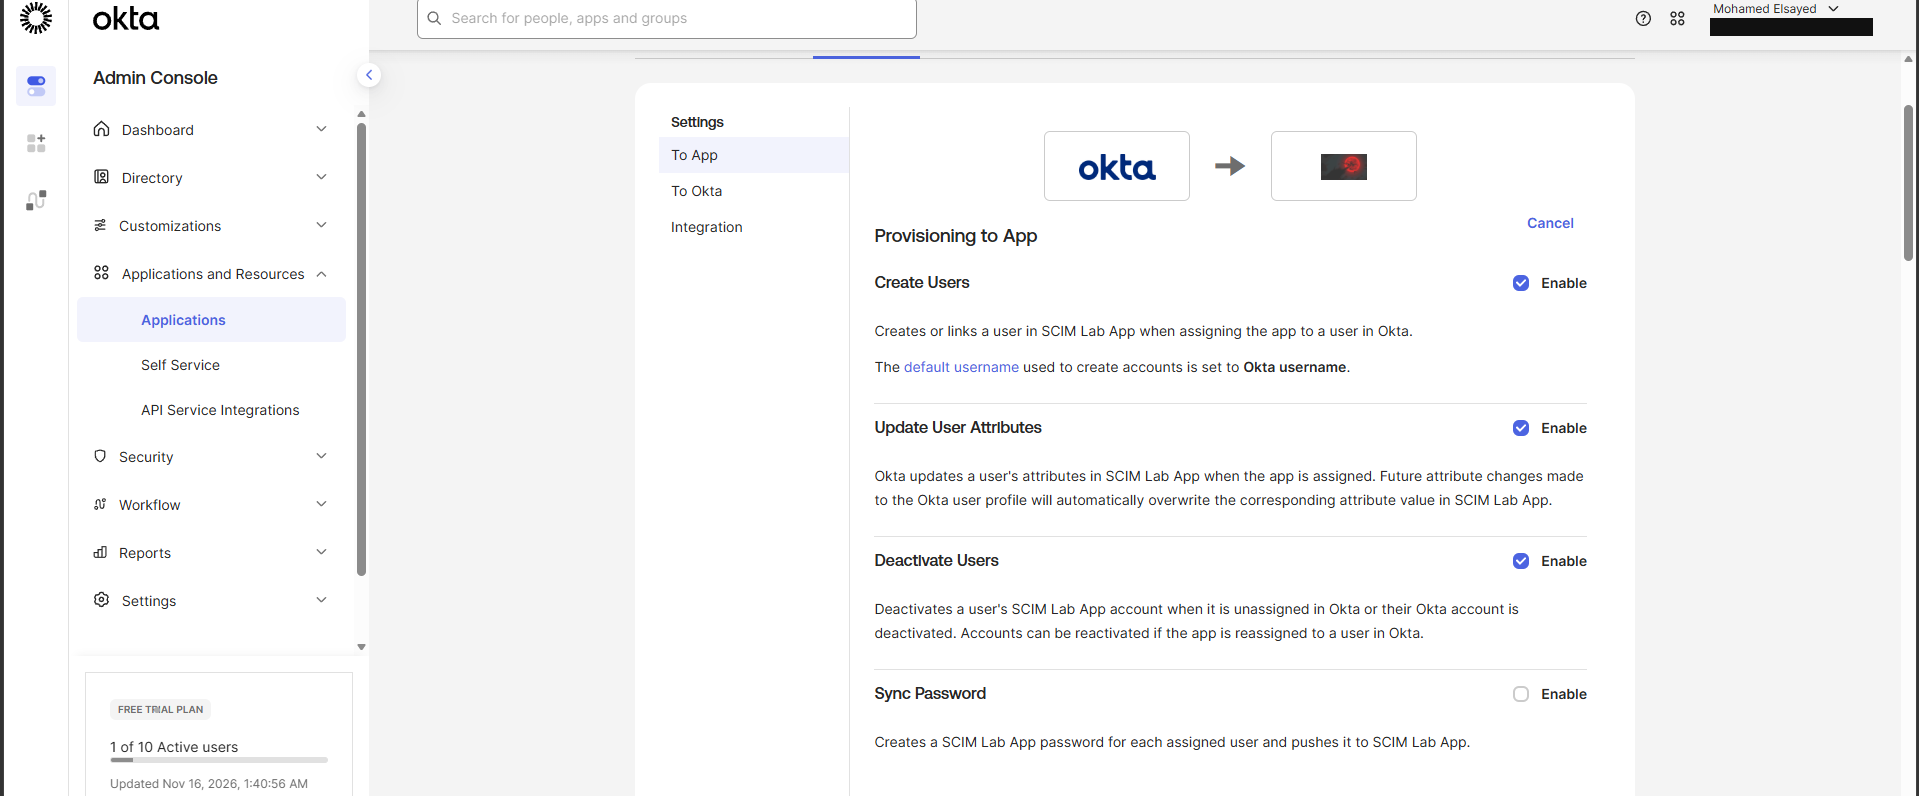 okta
Search for people, apps and groups
Mohamed Elsayed
Admin Console
Dashboard
Directory
Customizations
Applications and Resources
Applications
Self Service
API Service Integrations
Security
Workflow
Reports
Settings
FREE TRIAL PLAN
1 of 10 Active users
Updated Nov 16, 2026, 1:40:56 AM
Settings
To App
To Okta
Integration
okta
Cancel
Provisioning to App
Create Users
Enable
Creates or links a user in SCIM Lab App when assigning the app to a user in Okta.
The default username used to create accounts is set to Okta username.
Update User Attributes
Enable
Okta updates a user's attributes in SCIM Lab App when the app is assigned. Future attribute changes made
to the Okta user profile will automatically overwrite the corresponding attribute value in SCIM Lab App.
Deactivate Users
Enable
Deactivates a user's SCIM Lab App account when it is unassigned in Okta or their Okta account is
deactivated. Accounts can be reactivated if the app is reassigned to a user in Okta.
Sync Password
Enable
Creates a SCIM Lab App password for each assigned user and pushes it to SCIM Lab App.